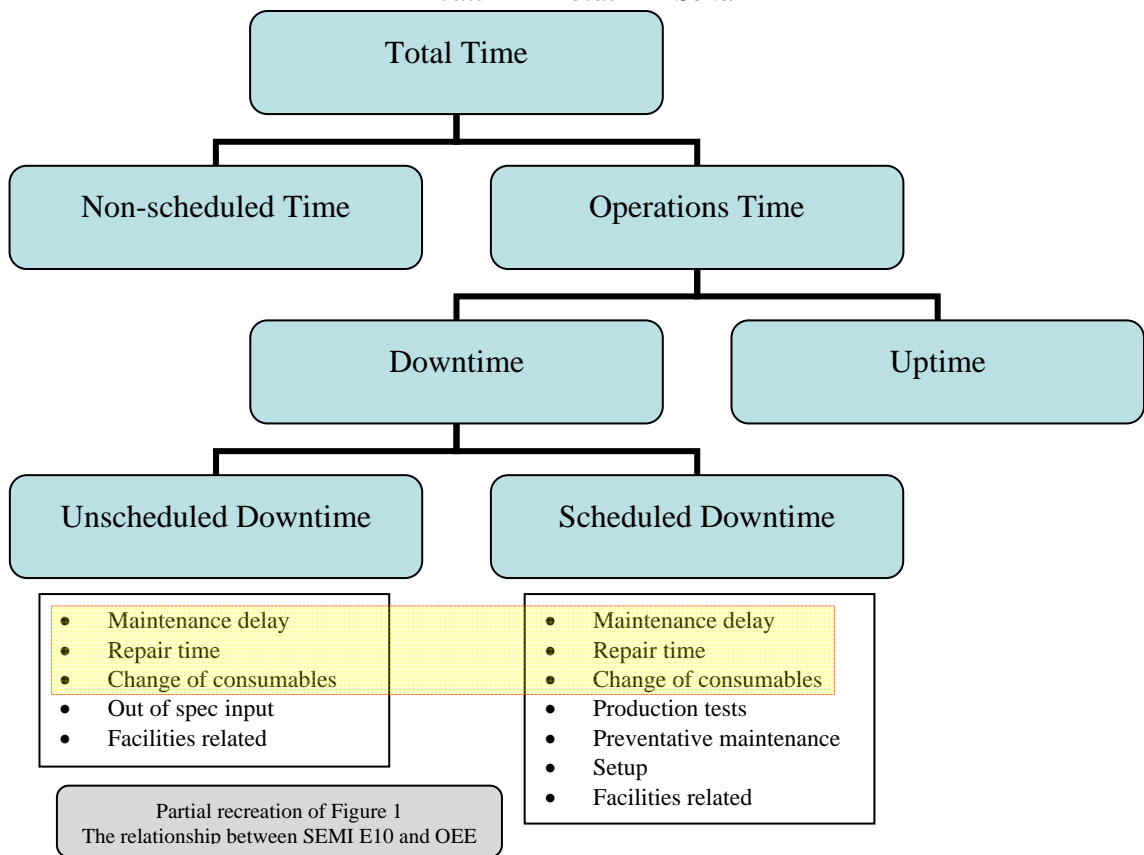 Total Time
Non-scheduled Time
Operations Time
Downtime
Uptime
Unscheduled Downtime
Scheduled Downtime
• Maintenance delay
• Repair time
• Change of consumables
• Out of spec input
• Facilities related
• Maintenance delay
• Repair time
• Change of consumables
• Production tests
• Preventative maintenance
• Setup
• Facilities related
Partial recreation of Figure 1
The relationship between SEMI E10 and OEE